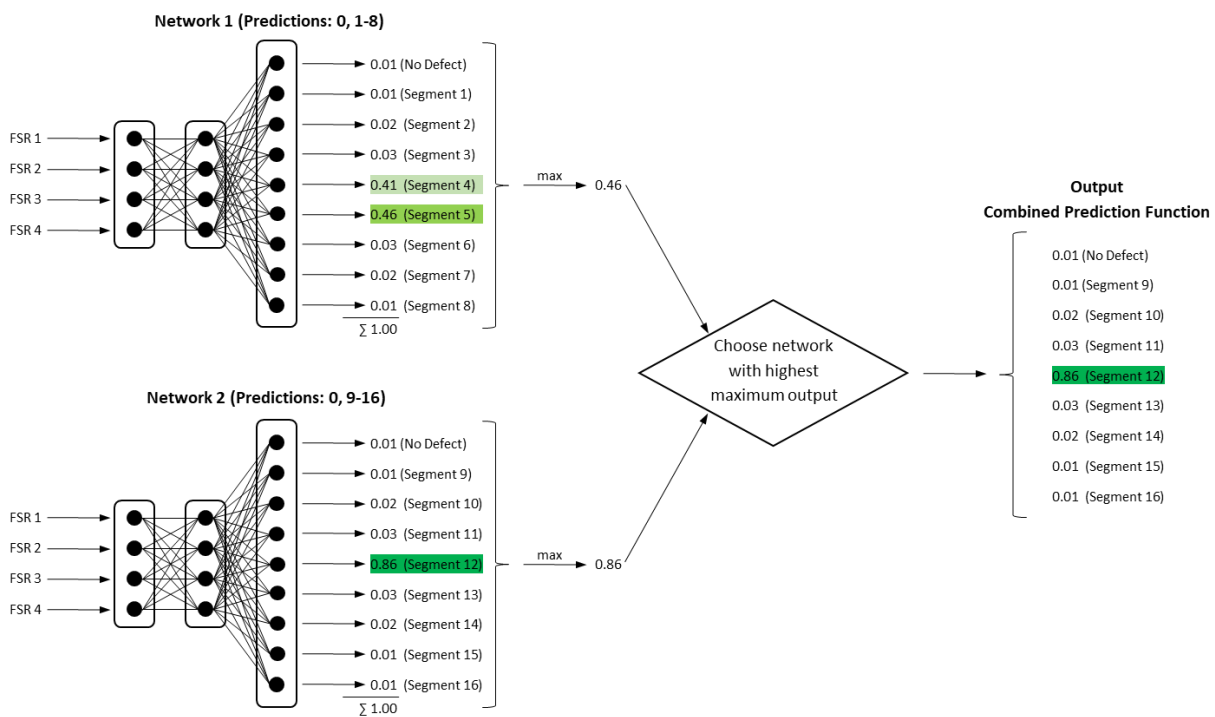 Network 1 (Predictions: 0, 1-8)
FSR 1
FSR 2
FSR 3
FSR 4
0.01 (No Defect)
0.01 (Segment 1)
0.02 (Segment 2)
0.03 (Segment 3)
0.41 (Segment 4)
0.46 (Segment 5)
0.03 (Segment 6)
0.02 (Segment 7)
0.01 (Segment 8)
∑ 1.00
max
0.46
Network 2 (Predictions: 0, 9-16)
FSR 1
FSR 2
FSR 3
FSR 4
0.01 (No Defect)
0.01 (Segment 9)
0.02 (Segment 10)
0.03 (Segment 11)
0.86 (Segment 12)
0.03 (Segment 13)
0.02 (Segment 14)
0.01 (Segment 15)
0.01 (Segment 16)
∑ 1.00
max
0.86
Choose network
with highest
maximum output
Output
Combined Prediction Function
0.01 (No Defect)
0.01 (Segment 9)
0.02 (Segment 10)
0.03 (Segment 11)
0.86 (Segment 12)
0.03 (Segment 13)
0.02 (Segment 14)
0.01 (Segment 15)
0.01 (Segment 16)